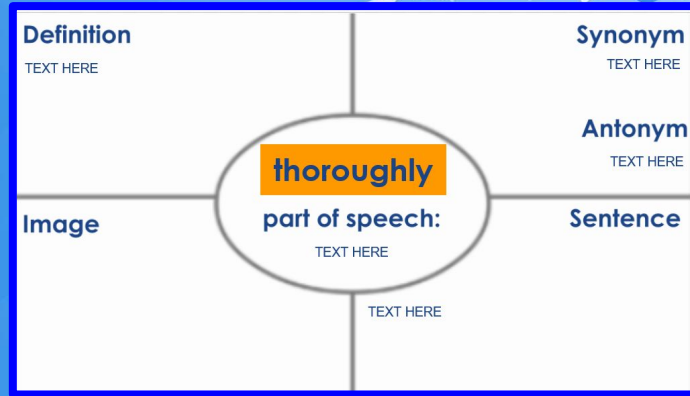 Definition
TEXT HERE
Synonym
TEXT HERE
Antonym
TEXT HERE
thoroughly
part of speech:
TEXT HERE
Image
Sentence
TEXT HERE